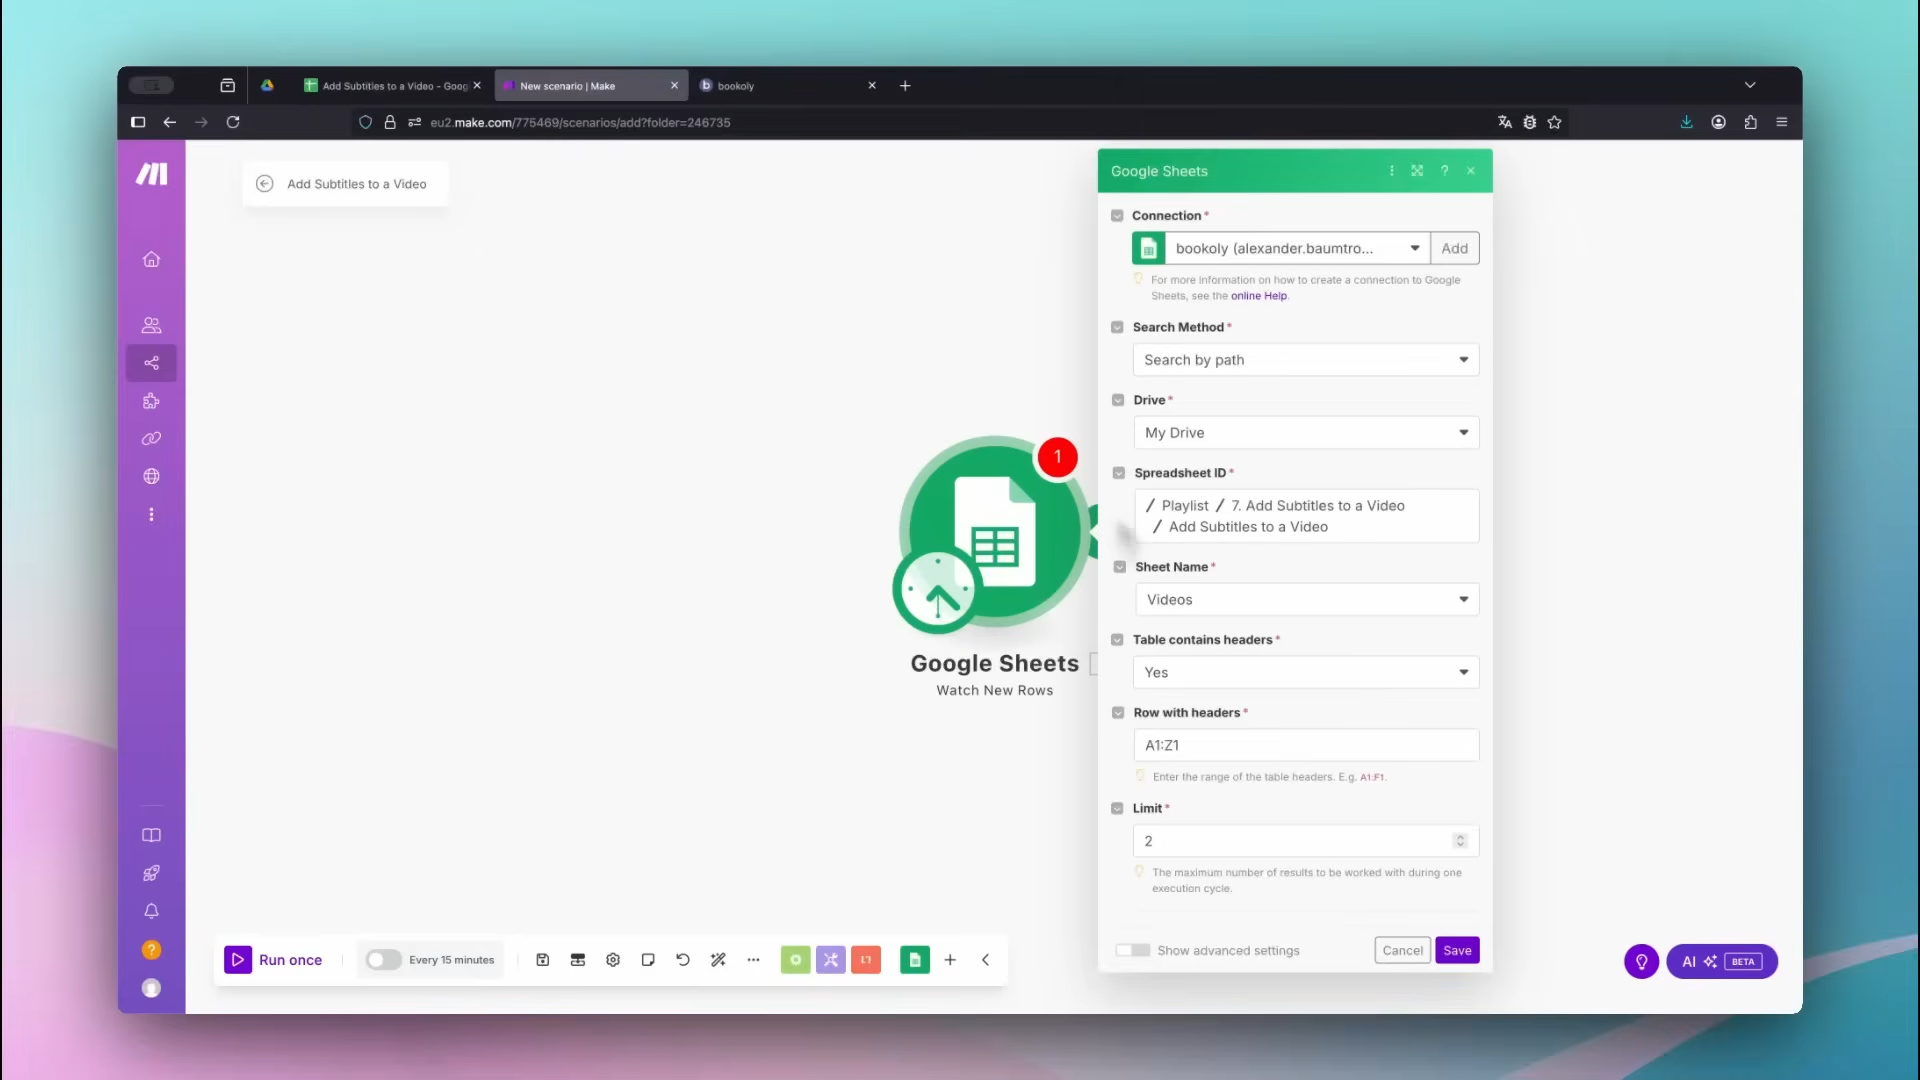 Add Subtitles to a Video - Goog
New scenario | Make
bookoly
eu2.make.com/775469/scenarios/add?folder=246735
Add Subtitles to a Video
Google Sheets
Connection *
bookoly (alexander.baumtro...
Add
For more information on how to create a connection to Google
Sheets, see the online Help.
Search Method *
Search by path
Drive *
My Drive
Spreadsheet ID *
/ Playlist / 7. Add Subtitles to a Video
/ Add Subtitles to a Video
Sheet Name *
Videos
Table contains headers *
Yes
Row with headers *
A1:Z1
Enter the range of the table headers. E.g. A1:F1.
Limit *
2
The maximum number of results to be worked with during one
execution cycle.
Show advanced settings
Cancel
Save
1
Google Sheets
Watch New Rows
Run once
Every 15 minutes
AI
BETA